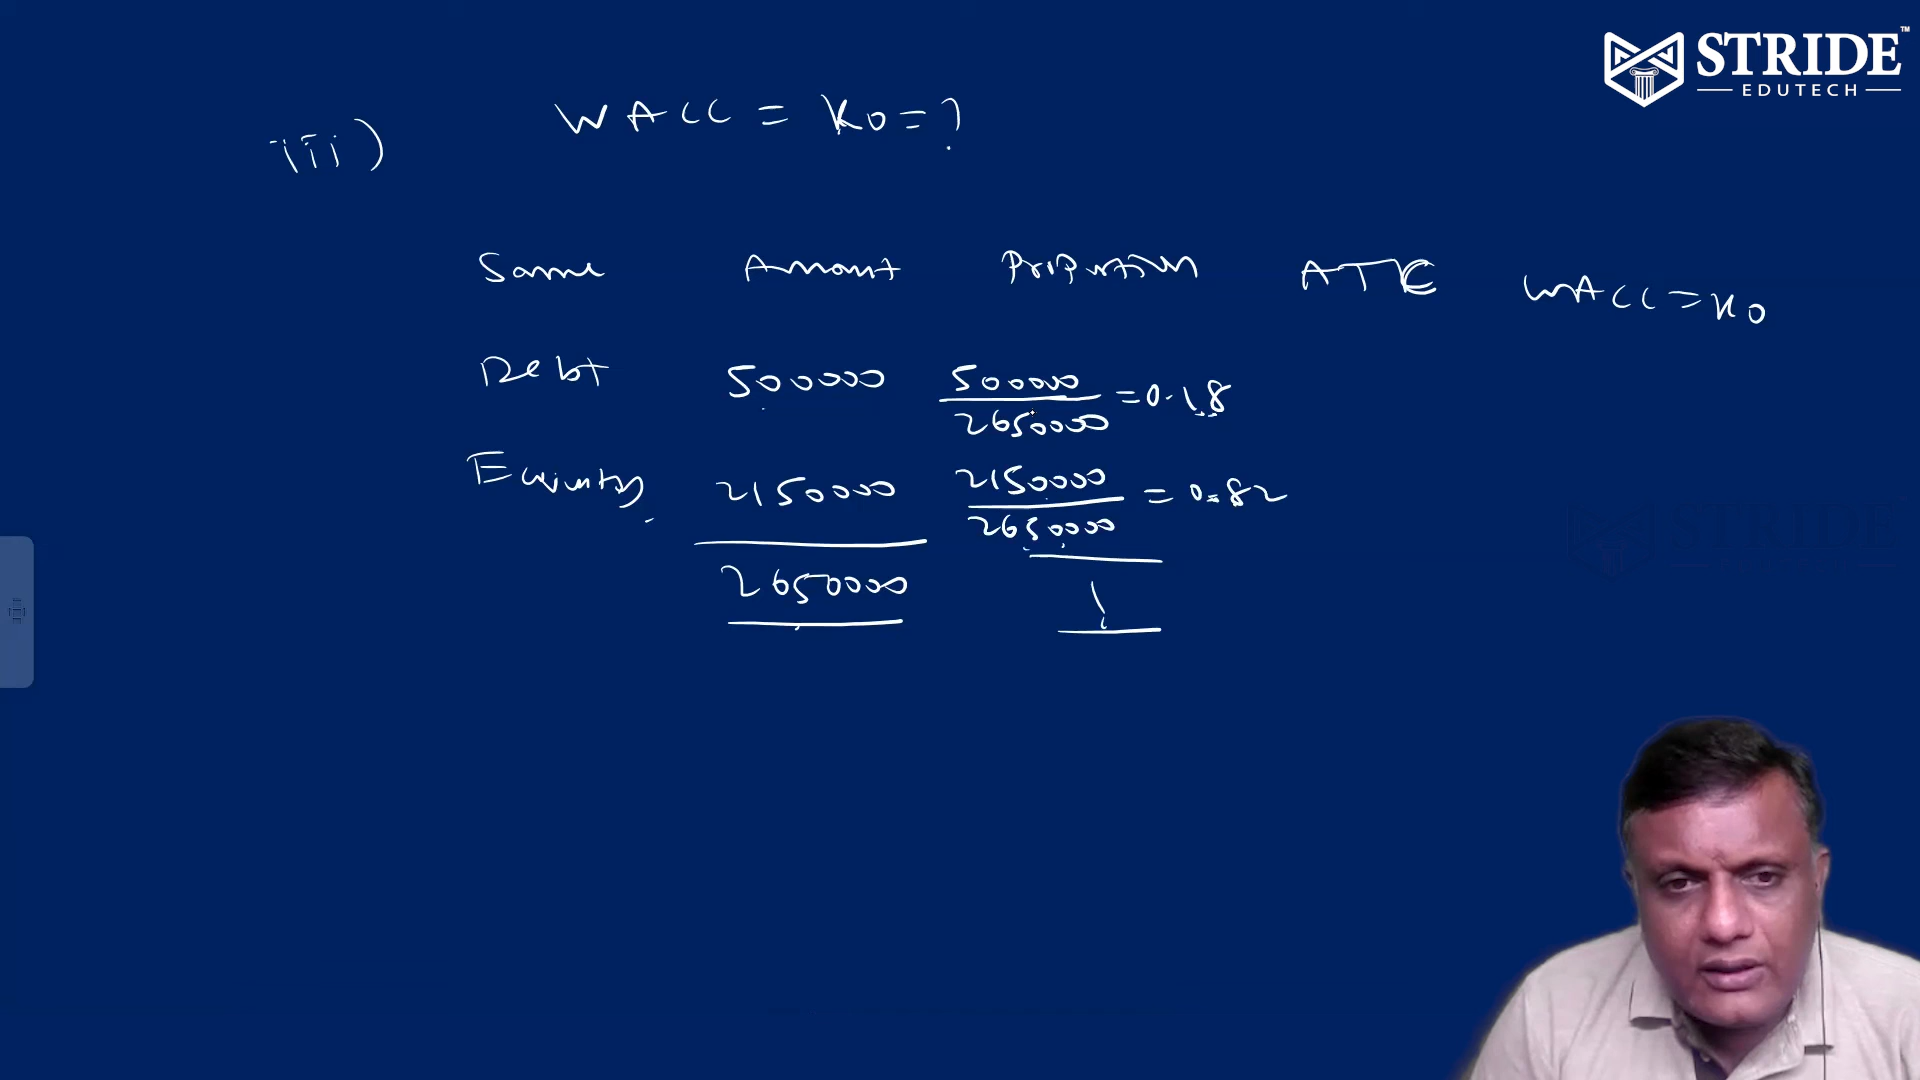 STRIDE™
EDUTECH
iii) WACC = Ko = ?
Amount Proportion ATC WACC = Ko
Debt 500000 500000/2650000 = 0.18
Equity 2150000 2150000/2650000 = 0.82
2650000 1
STRIDE